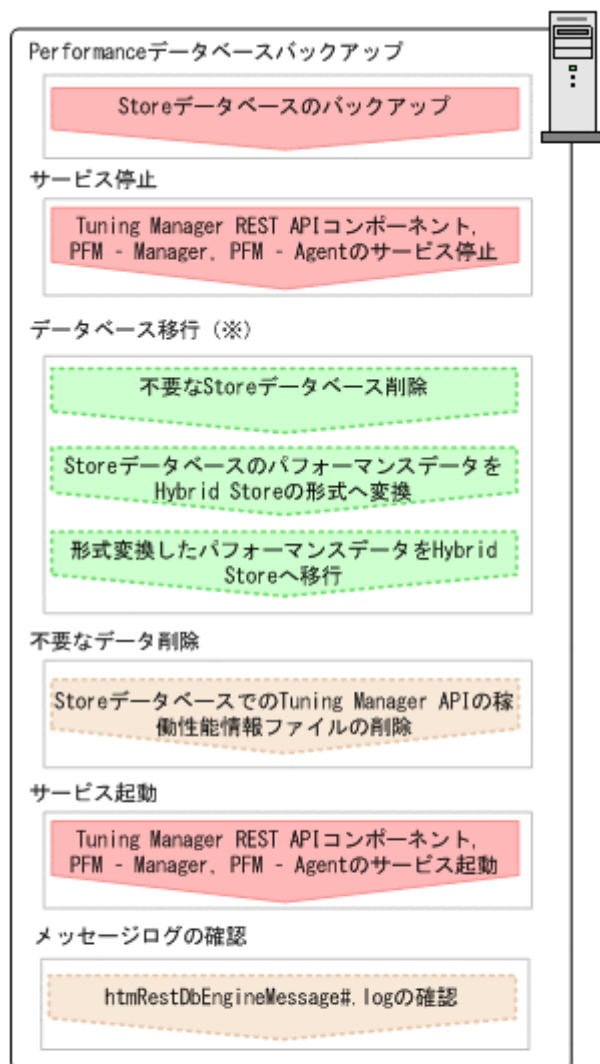 Performanceデータベースバックアップ
Storeデータベースのバックアップ
サービス停止
Tuning Manager REST APIコンポーネント,
PFM - Manager, PFM - Agentのサービス停止
データベース移行（※）
不要なStoreデータベース削除
Storeデータベースのパフォーマンスデータを
Hybrid Storeの形式へ変換
形式変換したパフォーマンスデータをHybrid
Storeへ移行
不要なデータ削除
StoreデータベースでのTuning Manager APIの稼
働性能情報ファイルの削除
サービス起動
Tuning Manager REST APIコンポーネント,
PFM - Manager, PFM - Agentのサービス起動
メッセージログの確認
htmRestDbEngineMessage#.logの確認